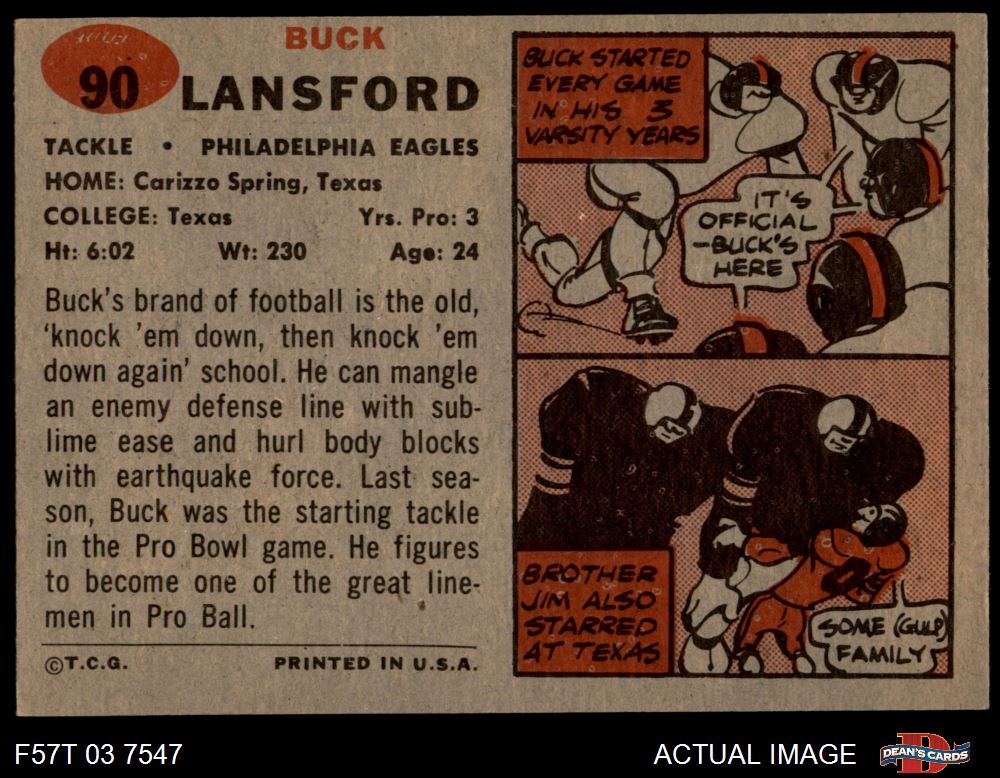 90
BUCK
LANSFORD
TACKLE • PHILADELPHIA EAGLES
HOME: Carizzo Spring, Texas
COLLEGE: Texas Yrs. Pro: 3
Ht: 6:02 Wt: 230 Age: 24
Buck's brand of football is the old,
'knock 'em down, then knock 'em
down again' school. He can mangle
an enemy defense line with sub-
lime ease and hurl body blocks
with earthquake force. Last sea-
son, Buck was the starting tackle
in the Pro Bowl game. He figures
to become one of the great line-
men in Pro Ball.
©T.C.G. PRINTED IN U.S.A.
BUCK STARTED
EVERY GAME
IN HIS 3
VARSITY YEARS
IT'S
OFFICIAL
-BUCK'S
HERE
BROTHER
JIM ALSO
STARRED
AT TEXAS
SOME (GULP)
FAMILY
F57T 03 7547
ACTUAL IMAGE
DEAN'S CARDS